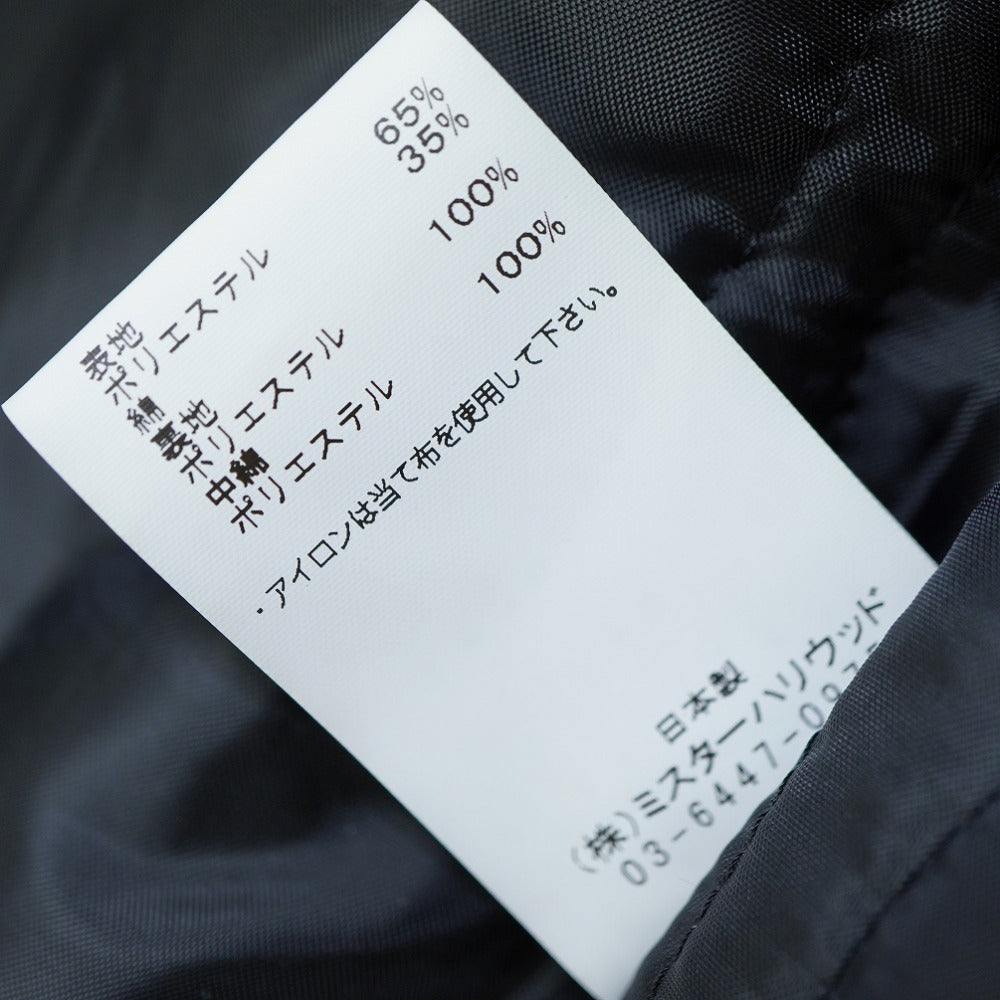 表地
ポリエステル 65%
綿 35%
裏地
ポリエステル 100%
中綿
ポリエステル 100%
・アイロンは当て布を使用して下さい。
日本製
(株)ミスターハリウッド
03-6447-09